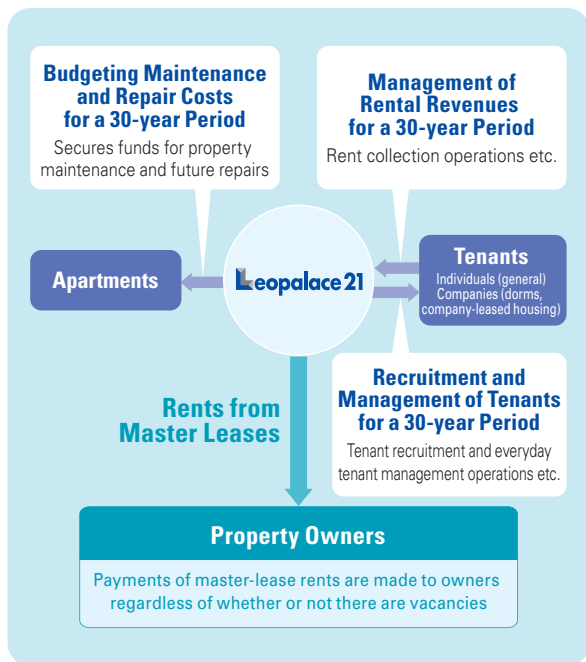 Budgeting Maintenance
and Repair Costs
for a 30-year Period
Secures funds for property
maintenance and future repairs
Management of
Rental Revenues
for a 30-year Period
Rent collection operations etc.
Apartments
Leopalace21
Tenants
Individuals (general)
Companies (dorms,
company-leased housing)
Rents from
Master Leases
Recruitment and
Management of Tenants
for a 30-year Period
Tenant recruitment and everyday
tenant management operations etc.
Property Owners
Payments of master-lease rents are made to owners
regardless of whether or not there are vacancies